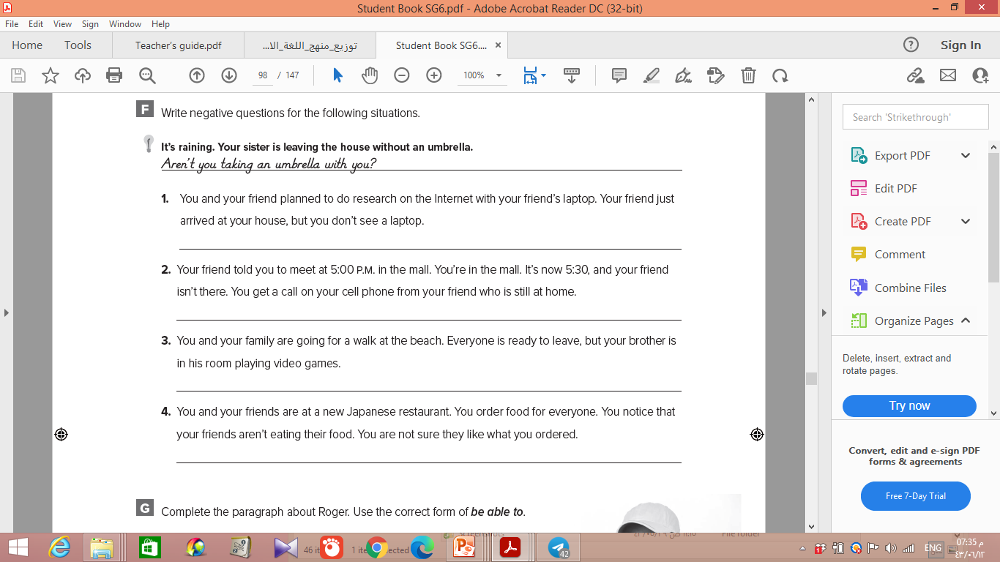 Student Book SG6.pdf - Adobe Acrobat Reader DC (32-bit)
File Edit View Sign Window Help
Home Tools Teacher's guide.pdf توزيع_منهج_اللغة_الا... Student Book SG6.... × Sign In
98 / 147 100%
F Write negative questions for the following situations.
It's raining. Your sister is leaving the house without an umbrella.
Aren't you taking an umbrella with you?
1. You and your friend planned to do research on the Internet with your friend's laptop. Your friend just
arrived at your house, but you don't see a laptop.
2. Your friend told you to meet at 5:00 P.M. in the mall. You're in the mall. It's now 5:30, and your friend
isn't there. You get a call on your cell phone from your friend who is still at home.
3. You and your family are going for a walk at the beach. Everyone is ready to leave, but your brother is
in his room playing video games.
4. You and your friends are at a new Japanese restaurant. You order food for everyone. You notice that
your friends aren't eating their food. You are not sure they like what you ordered.
G Complete the paragraph about Roger. Use the correct form of be able to.
Search 'Strikethrough'
Export PDF
Edit PDF
Create PDF
Comment
Combine Files
Organize Pages
Delete, insert, extract and
rotate pages.
Try now
Convert, edit and e-sign PDF
forms & agreements
Free 7-Day Trial
42
ENG
07:35 م
٤٣/٠٦/١٢